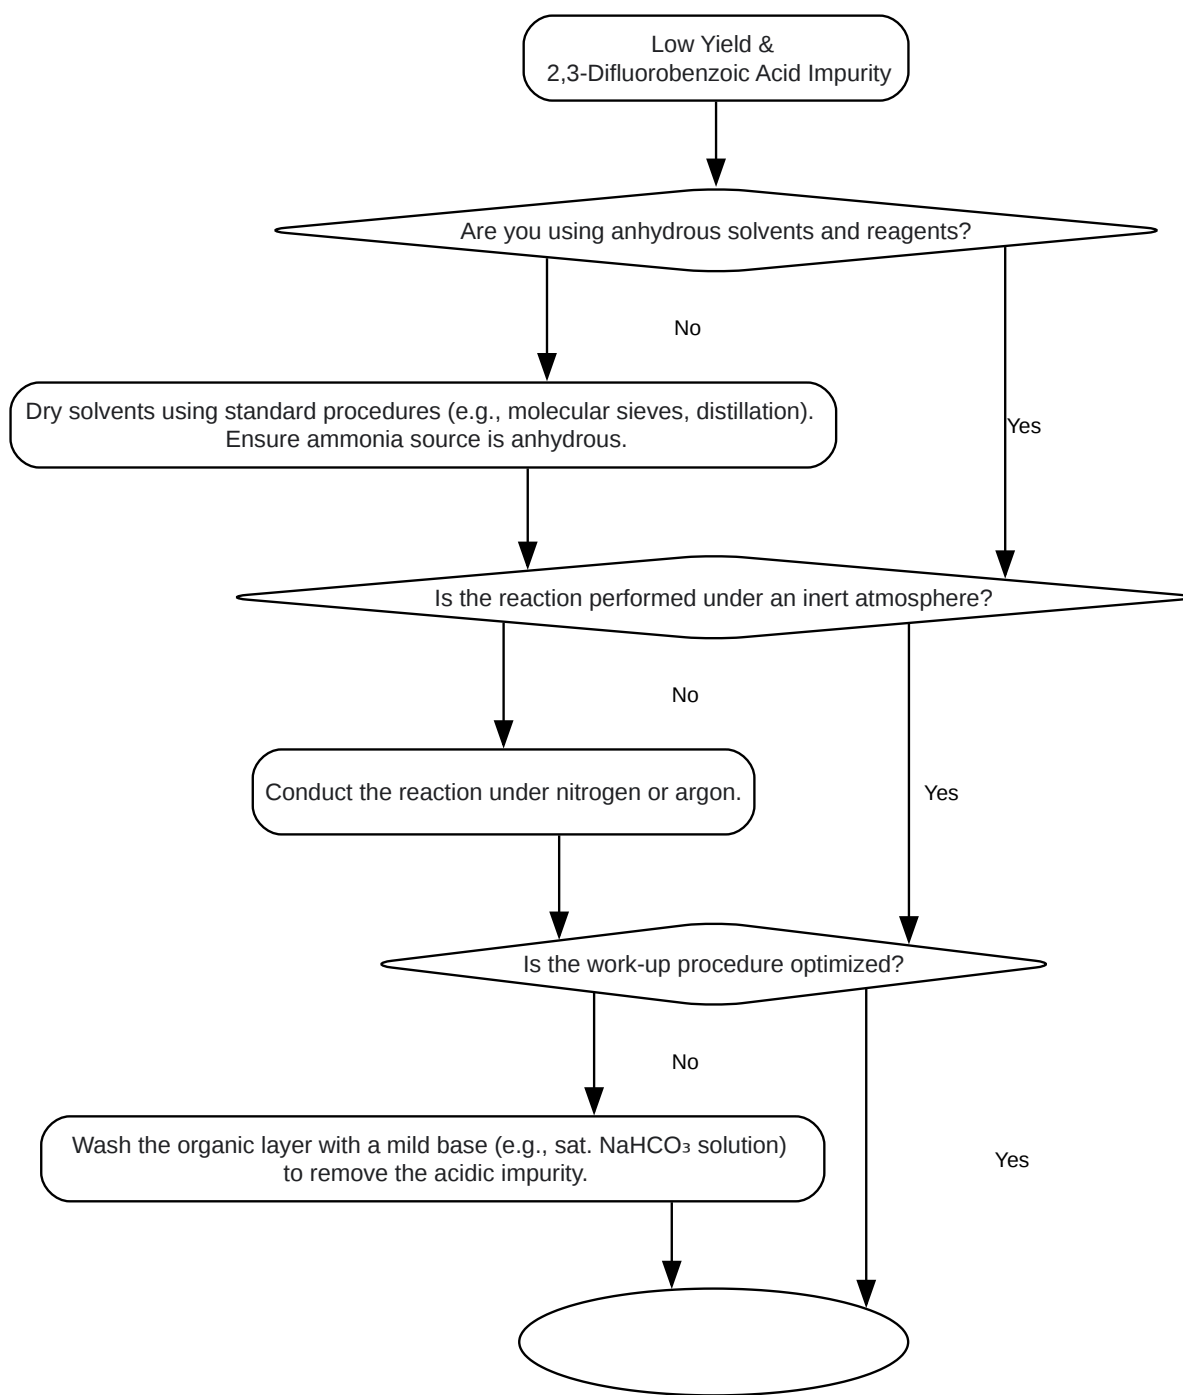 Low Yield &
2,3-Difluorobenzoic Acid Impurity
Are you using anhydrous solvents and reagents?
No
Dry solvents using standard procedures (e.g., molecular sieves, distillation).
Ensure ammonia source is anhydrous.
Yes
Is the reaction performed under an inert atmosphere?
No
Conduct the reaction under nitrogen or argon.
Yes
Is the work-up procedure optimized?
No
Wash the organic layer with a mild base (e.g., sat. NaHCO₃ solution)
to remove the acidic impurity.
Yes